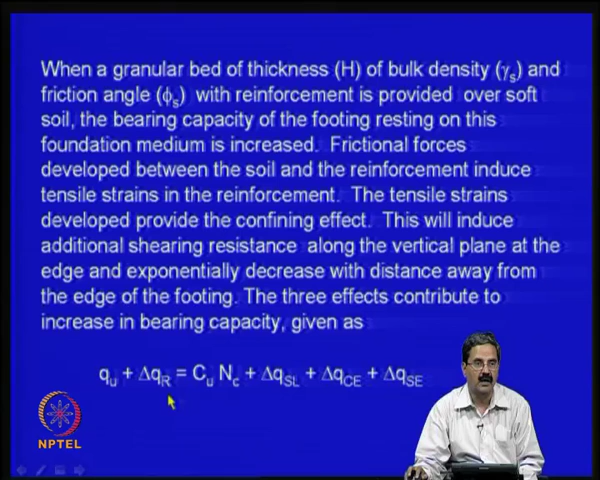 When a granular bed of thickness (H) of bulk density (γs) and
friction angle (ϕs) with reinforcement is provided over soft
soil, the bearing capacity of the footing resting on this
foundation medium is increased. Frictional forces
developed between the soil and the reinforcement induce
tensile strains in the reinforcement. The tensile strains
developed provide the confining effect. This will induce
additional shearing resistance along the vertical plane at the
edge and exponentially decrease with distance away from
the edge of the footing. The three effects contribute to
increase in bearing capacity, given as
qu + ΔqR = Cu Nc + ΔqSL + ΔqCE + ΔqSE
NPTEL